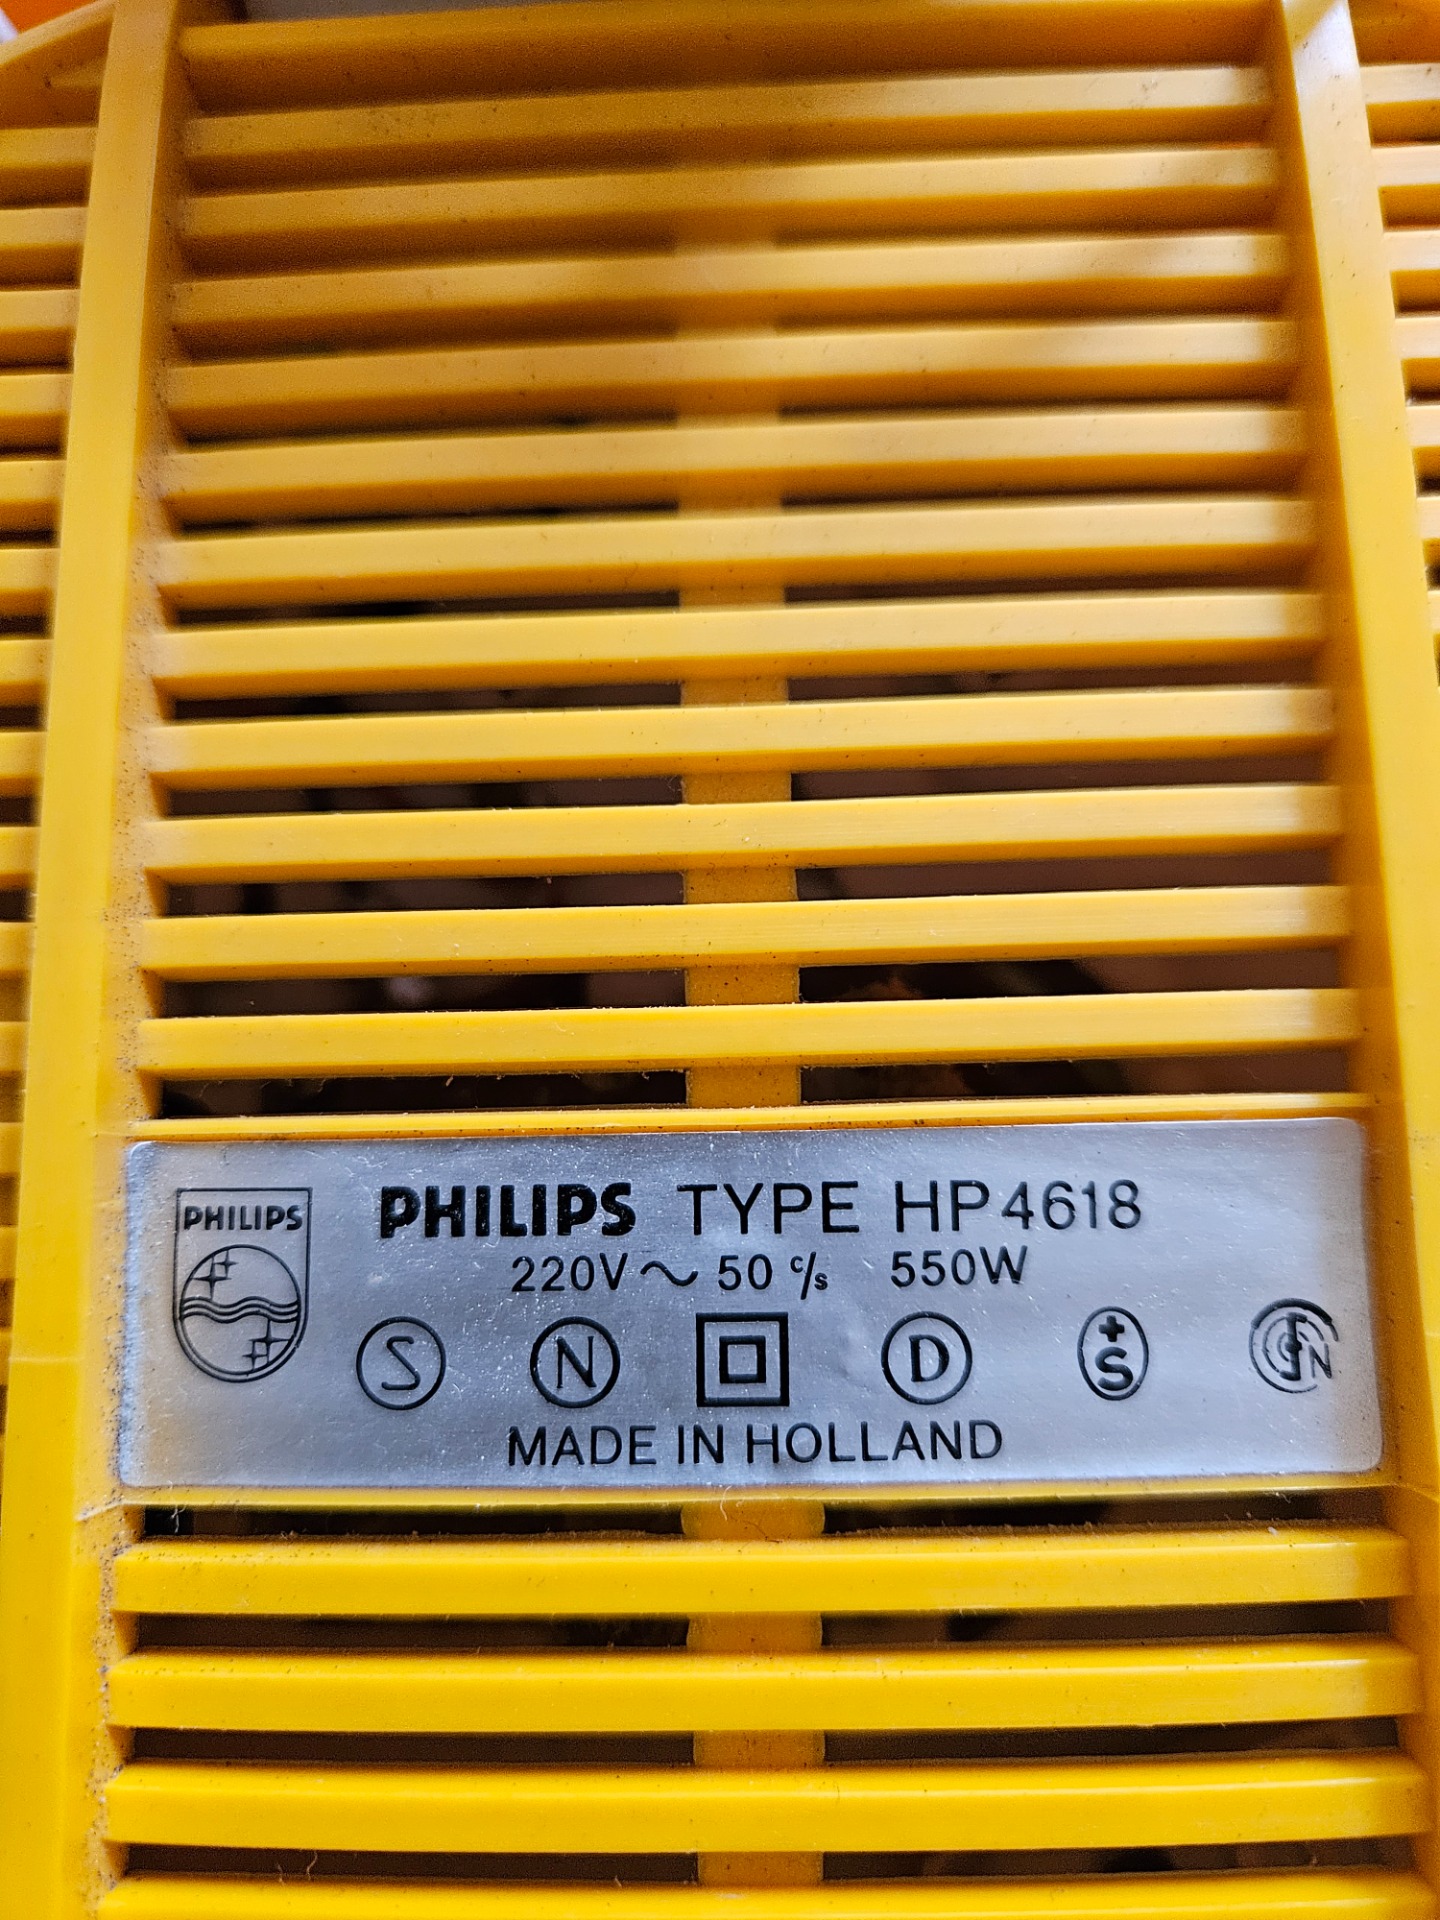 PHILIPS
PHILIPS TYPE HP4618
220V ~ 50 c/s 550W
S N D +S N
MADE IN HOLLAND